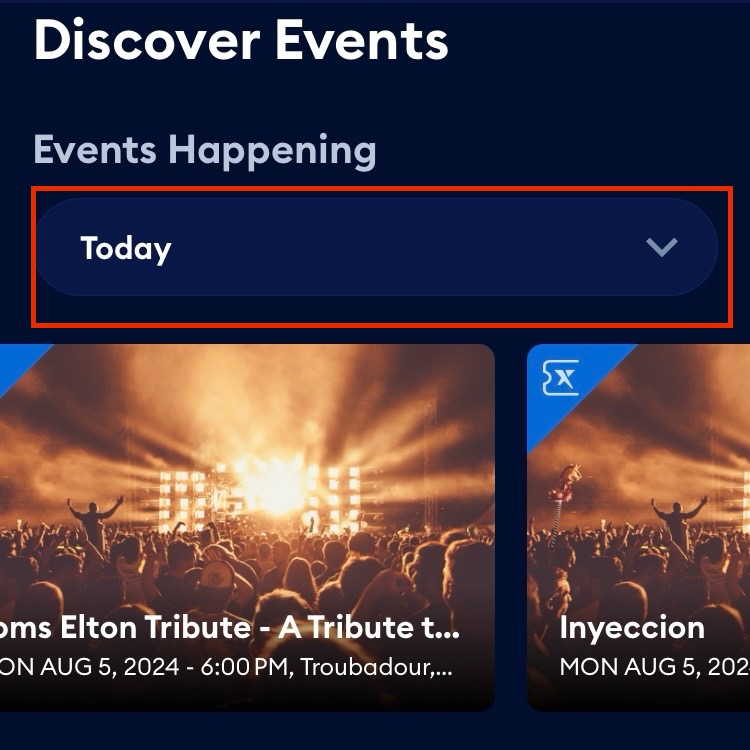 Discover Events
Events Happening
Today
oms Elton Tribute - A Tribute t...
ON AUG 5, 2024 - 6:00 PM, Troubadour,...
Inyeccion
MON AUG 5, 202